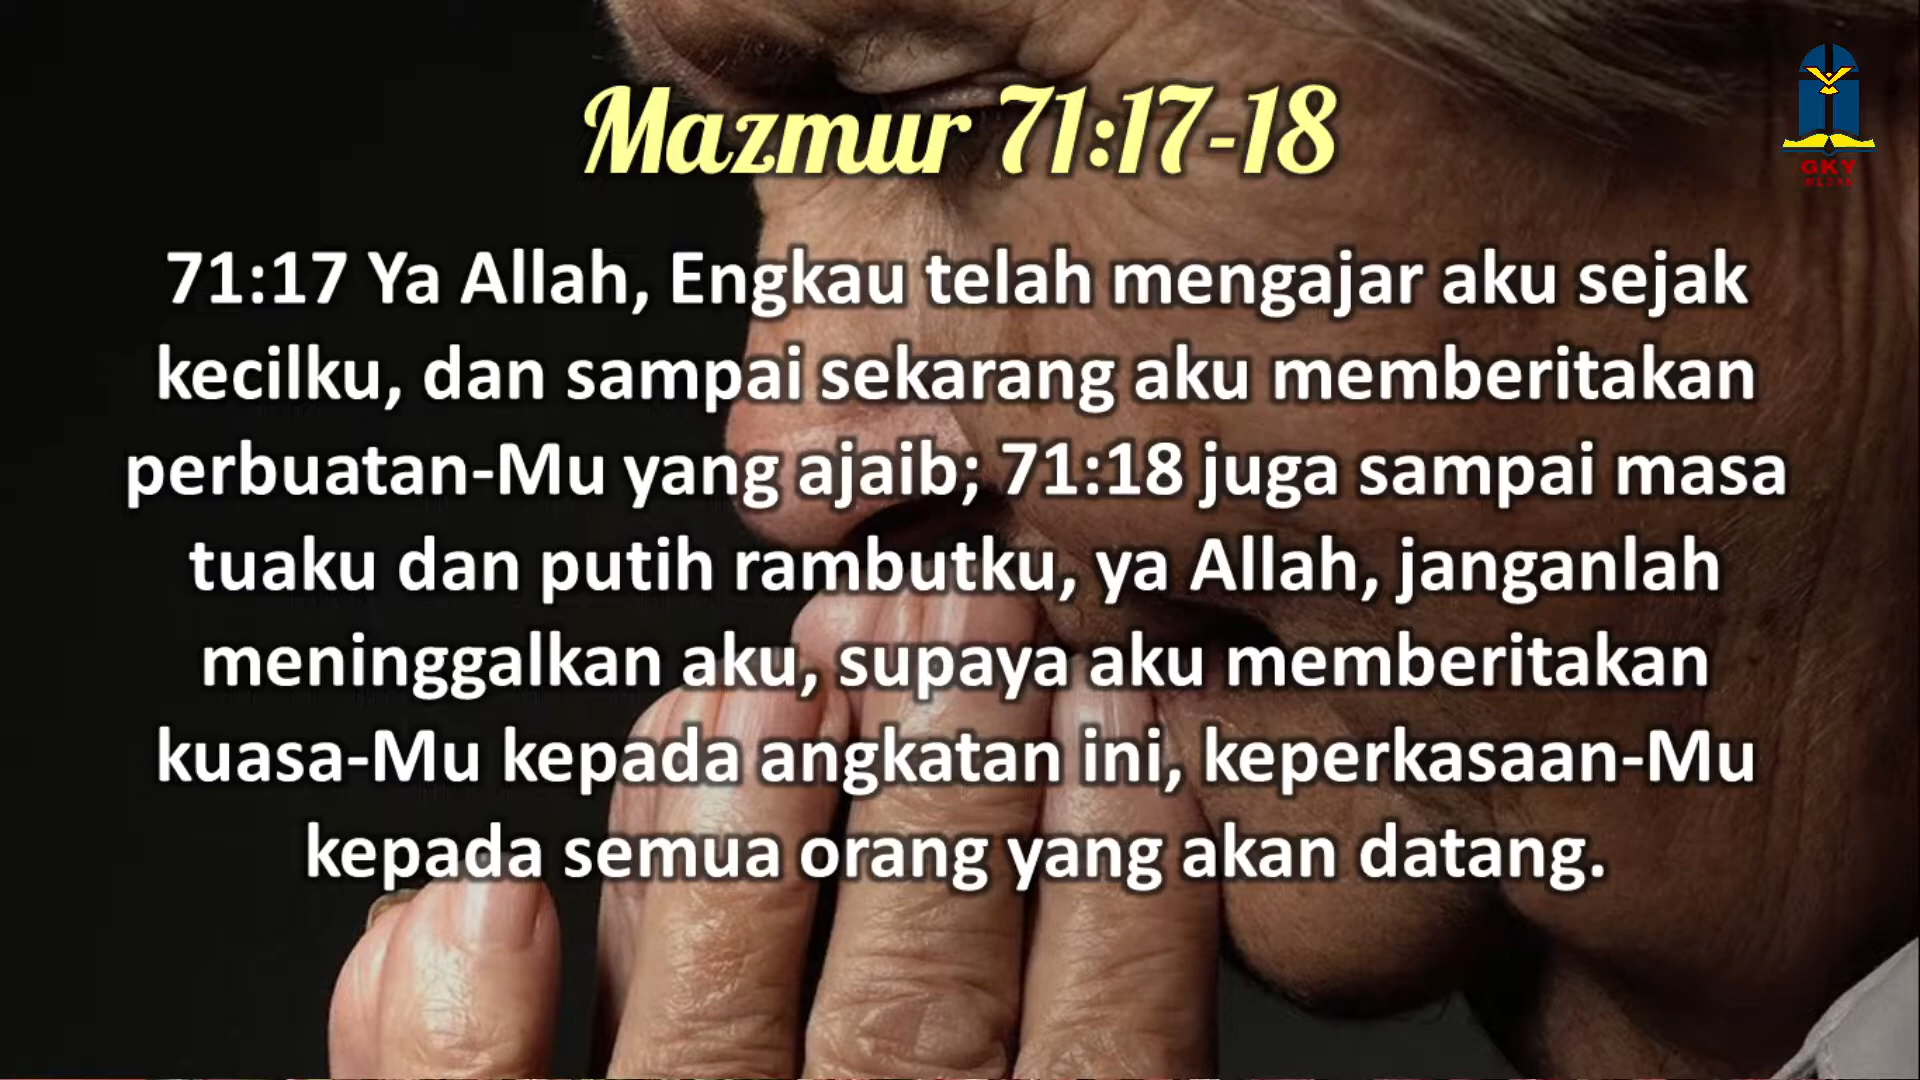 Mazmur 71:17-18
GKY
MEDAN
71:17 Ya Allah, Engkau telah mengajar aku sejak
kecilku, dan sampai sekarang aku memberitakan
perbuatan-Mu yang ajaib; 71:18 juga sampai masa
tuaku dan putih rambutku, ya Allah, janganlah
meninggalkan aku, supaya aku memberitakan
kuasa-Mu kepada angkatan ini, keperkasaan-Mu
kepada semua orang yang akan datang.